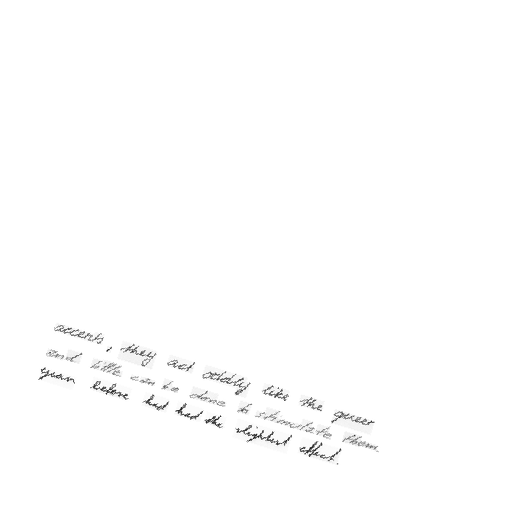 accents , they act oddly like the queer
and little can be done to stimulate them.
before had had the slightest effect.